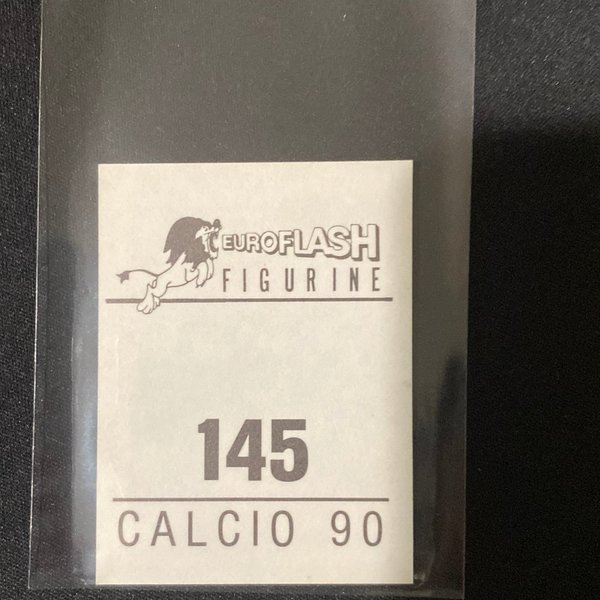 EUROFLASH
FIGURINE
145
CALCIO 90